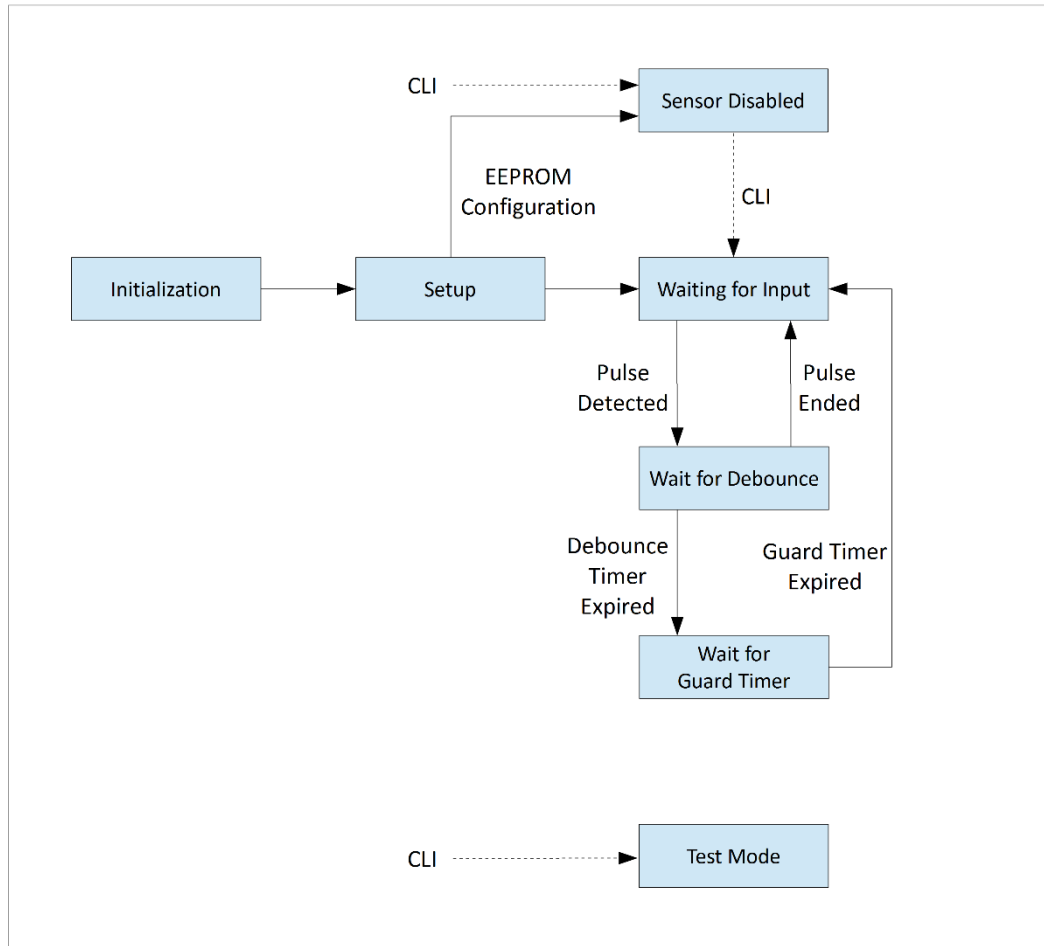 CLI
Sensor Disabled
EEPROM
Configuration
CLI
Initialization
Setup
Waiting for Input
Pulse
Detected
Pulse
Ended
Wait for Debounce
Debounce
Timer
Expired
Guard Timer
Expired
Wait for
Guard Timer
CLI
Test Mode